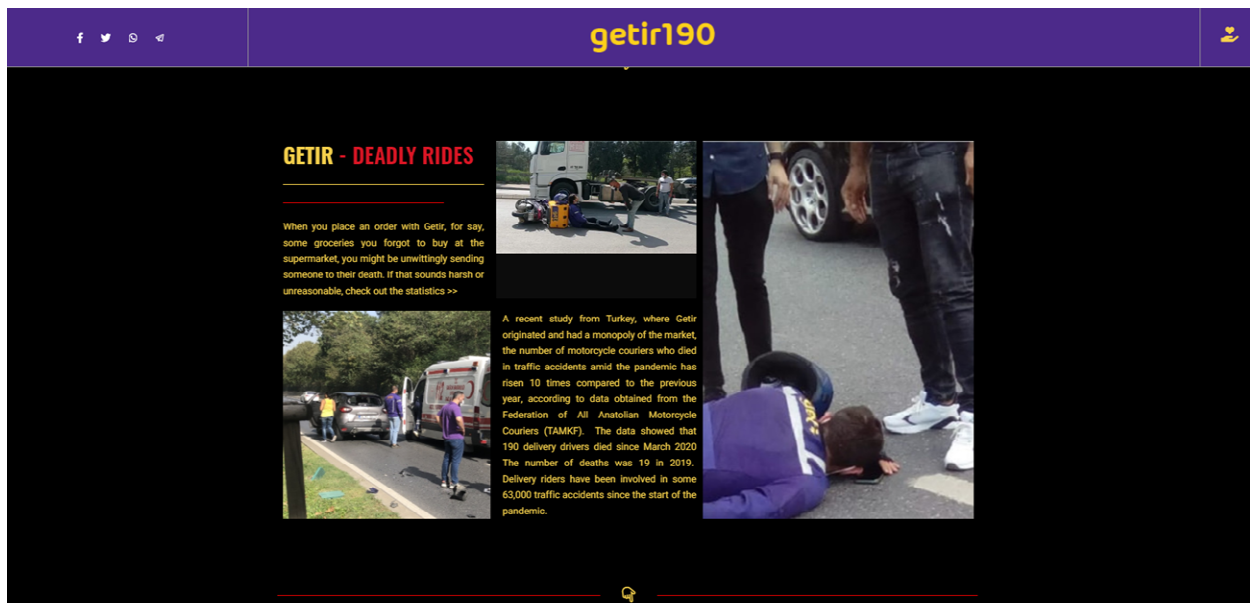 getir190
GETIR - DEADLY RIDES
When you place an order with Getir, for say,
some groceries you forgot to buy at the
supermarket, you might be unwittingly sending
someone to their death. If that sounds harsh or
unreasonable, check out the statistics >>
A recent study from Turkey, where Getir
originated and had a monopoly of the market,
the number of motorcycle couriers who died
in traffic accidents amid the pandemic has
risen 10 times compared to the previous
year, according to data obtained from the
Federation of All Anatolian Motorcycle
Couriers (TAMKF). The data showed that
190 delivery drivers died since March 2020
The number of deaths was 19 in 2019.
Delivery riders have been involved in some
63,000 traffic accidents since the start of the
pandemic.